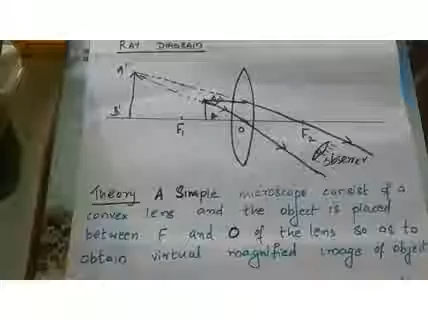 RAY DIAGRAM
A'
A
B'
B
F₁
O
F₂
observer
Theory A Simple microscope consist of a
convex lens and the object is placed
between F and O of the lens so as to
obtain virtual magnified image of object